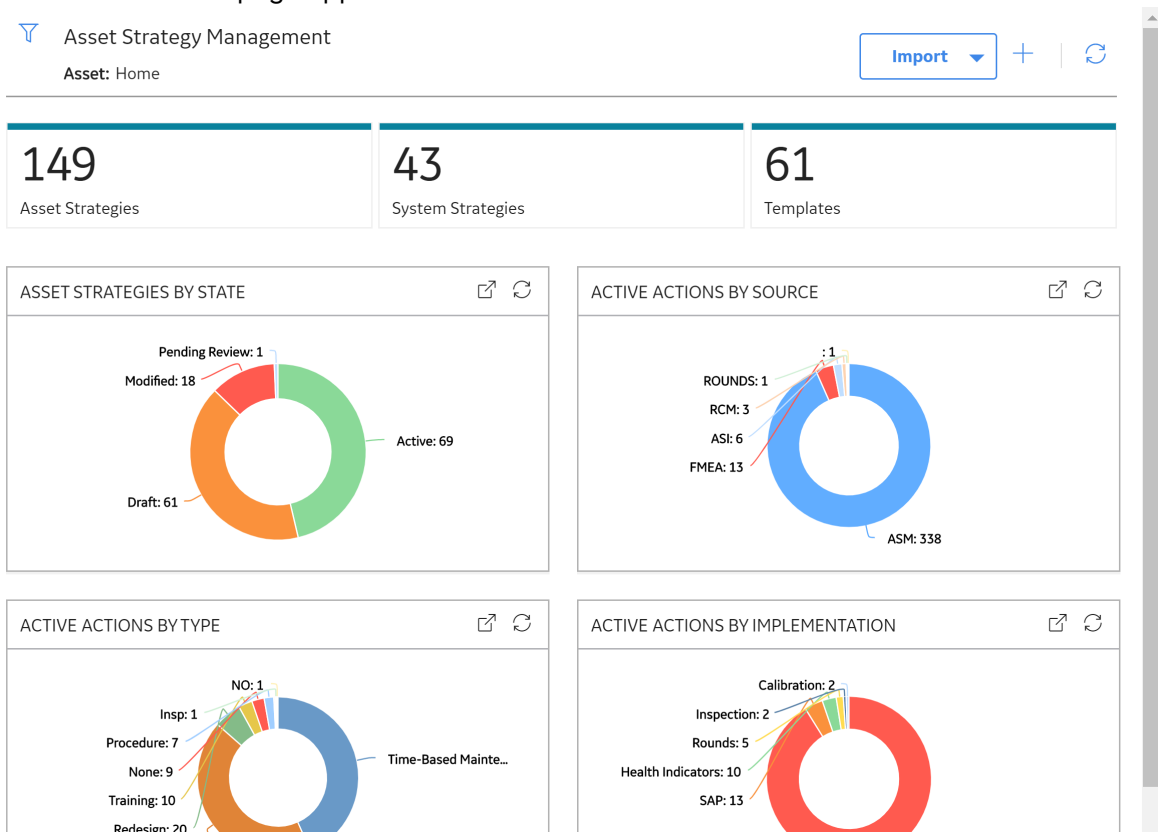 Asset Strategy Management
Asset: Home
Import
149
Asset Strategies
43
System Strategies
61
Templates
ASSET STRATEGIES BY STATE
Pending Review: 1
Modified: 18
Active: 69
Draft: 61
ACTIVE ACTIONS BY SOURCE
: 1
ROUNDS: 1
RCM: 3
ASI: 6
FMEA: 13
ASM: 338
ACTIVE ACTIONS BY TYPE
NO: 1
Insp: 1
Procedure: 7
Time-Based Mainte...
None: 9
Training: 10
Redesign: 20
ACTIVE ACTIONS BY IMPLEMENTATION
Calibration: 2
Inspection: 2
Rounds: 5
Health Indicators: 10
SAP: 13